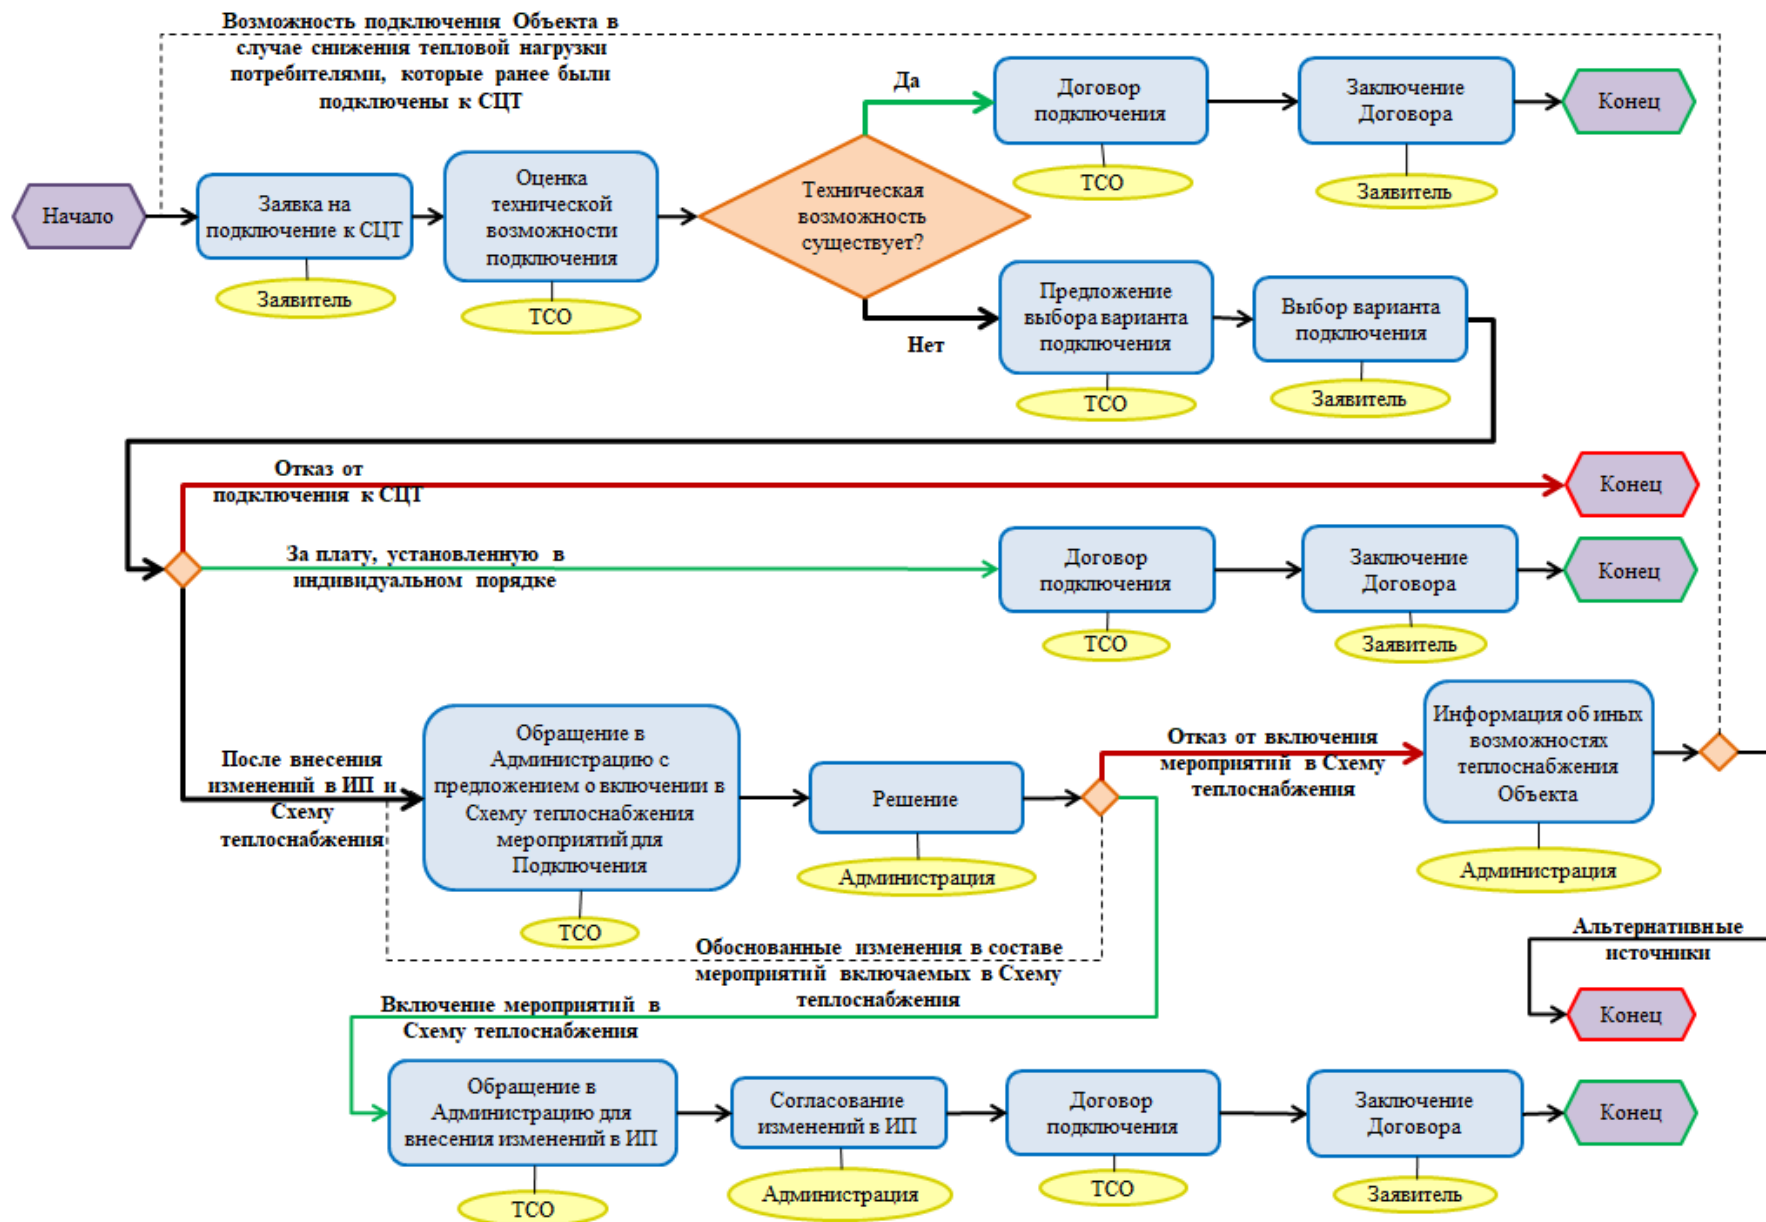 Возможность подключения Объекта в
случае снижения тепловой нагрузки
потребителями, которые ранее были
подключены к СЦТ
Начало
Заявка на
подключение к СЦТ
Заявитель
Оценка
технической
возможности
подключения
ТСО
Техническая
возможность
существует?
Да
Договор
подключения
ТСО
Заключение
Договора
Заявитель
Конец
Нет
Предложение
выбора варианта
подключения
ТСО
Выбор варианта
подключения
Заявитель
Отказ от
подключения к СЦТ
Конец
За плату, установленную в
индивидуальном порядке
Договор
подключения
ТСО
Заключение
Договора
Заявитель
Конец
После внесения
изменений в ИП и
Схему
теплоснабжения
Обращение в
Администрацию с
предложением о включении в
Схему теплоснабжения
мероприятий для
Подключения
ТСО
Решение
Администрация
Отказ от включения
мероприятий в Схему
теплоснабжения
Информация об иных
возможностях
теплоснабжения
Объекта
Администрация
Альтернативные
источники
Конец
Обоснованные изменения в составе
мероприятий включаемых в Схему
теплоснабжения
Включение мероприятий в
Схему теплоснабжения
Обращение в
Администрацию для
внесения изменений в ИП
ТСО
Согласование
изменений в ИП
Администрация
Договор
подключения
ТСО
Заключение
Договора
Заявитель
Конец